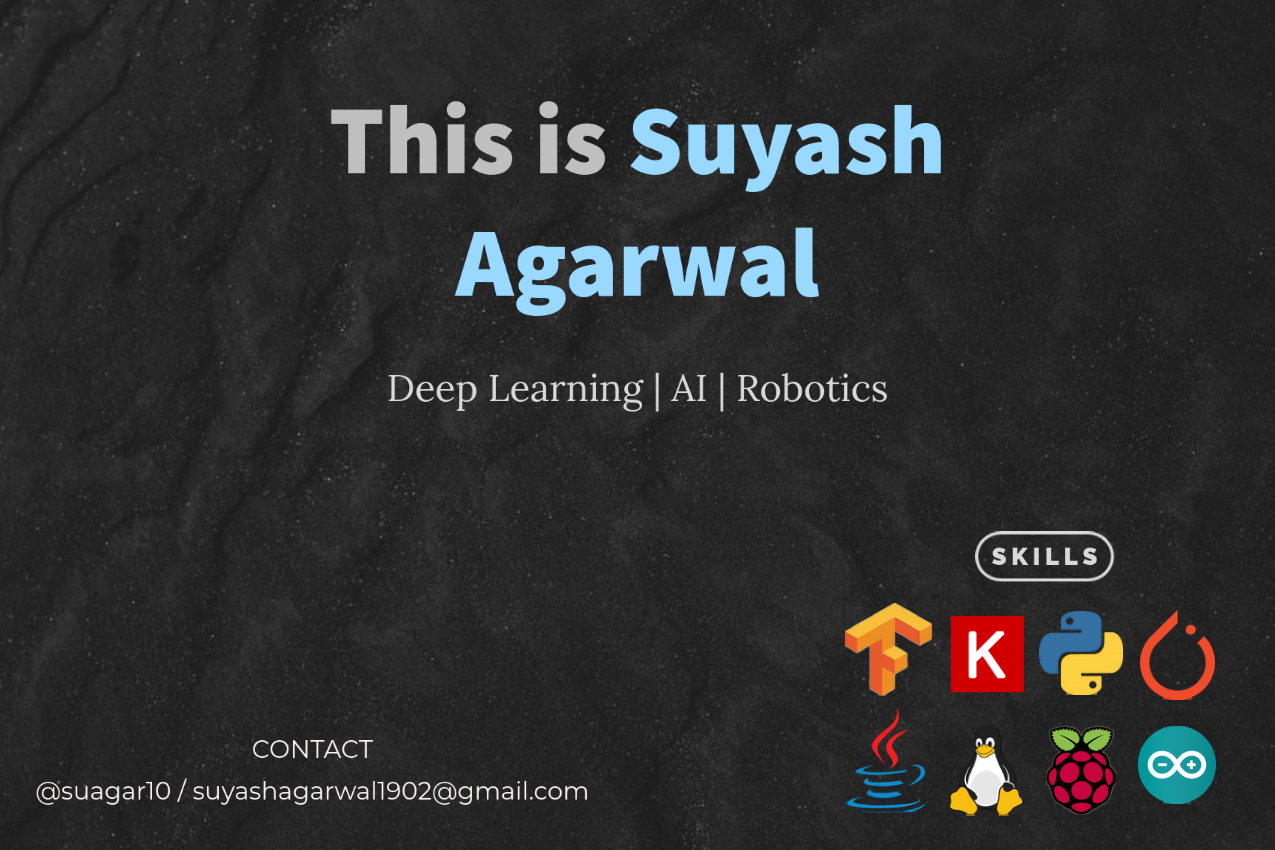 This is Suyash
Agarwal
Deep Learning | AI | Robotics
SKILLS
K
CONTACT
@suagar10 / suyashagarwal1902@gmail.com